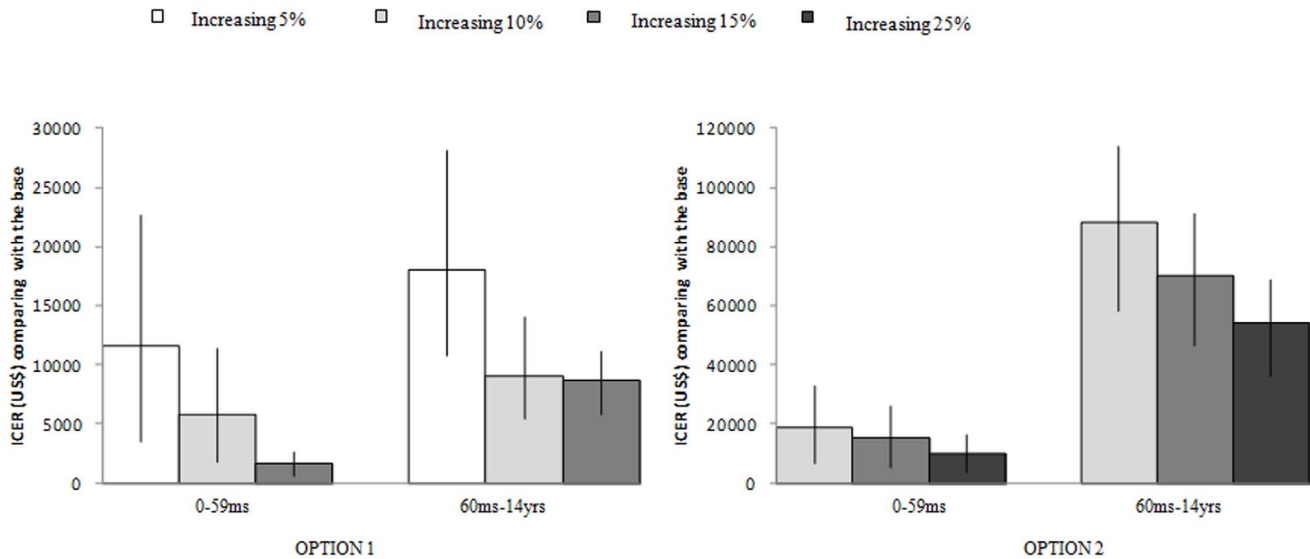 Increasing 5%
Increasing 10%
Increasing 15%
Increasing 25%
ICER (US$) comparing with the base
30000
25000
20000
15000
10000
5000
0
0-59ms
60ms-14yrs
OPTION 1
ICER (US$) comparing with the base
120000
100000
80000
60000
40000
20000
0
0-59ms
60ms-14yrs
OPTION 2